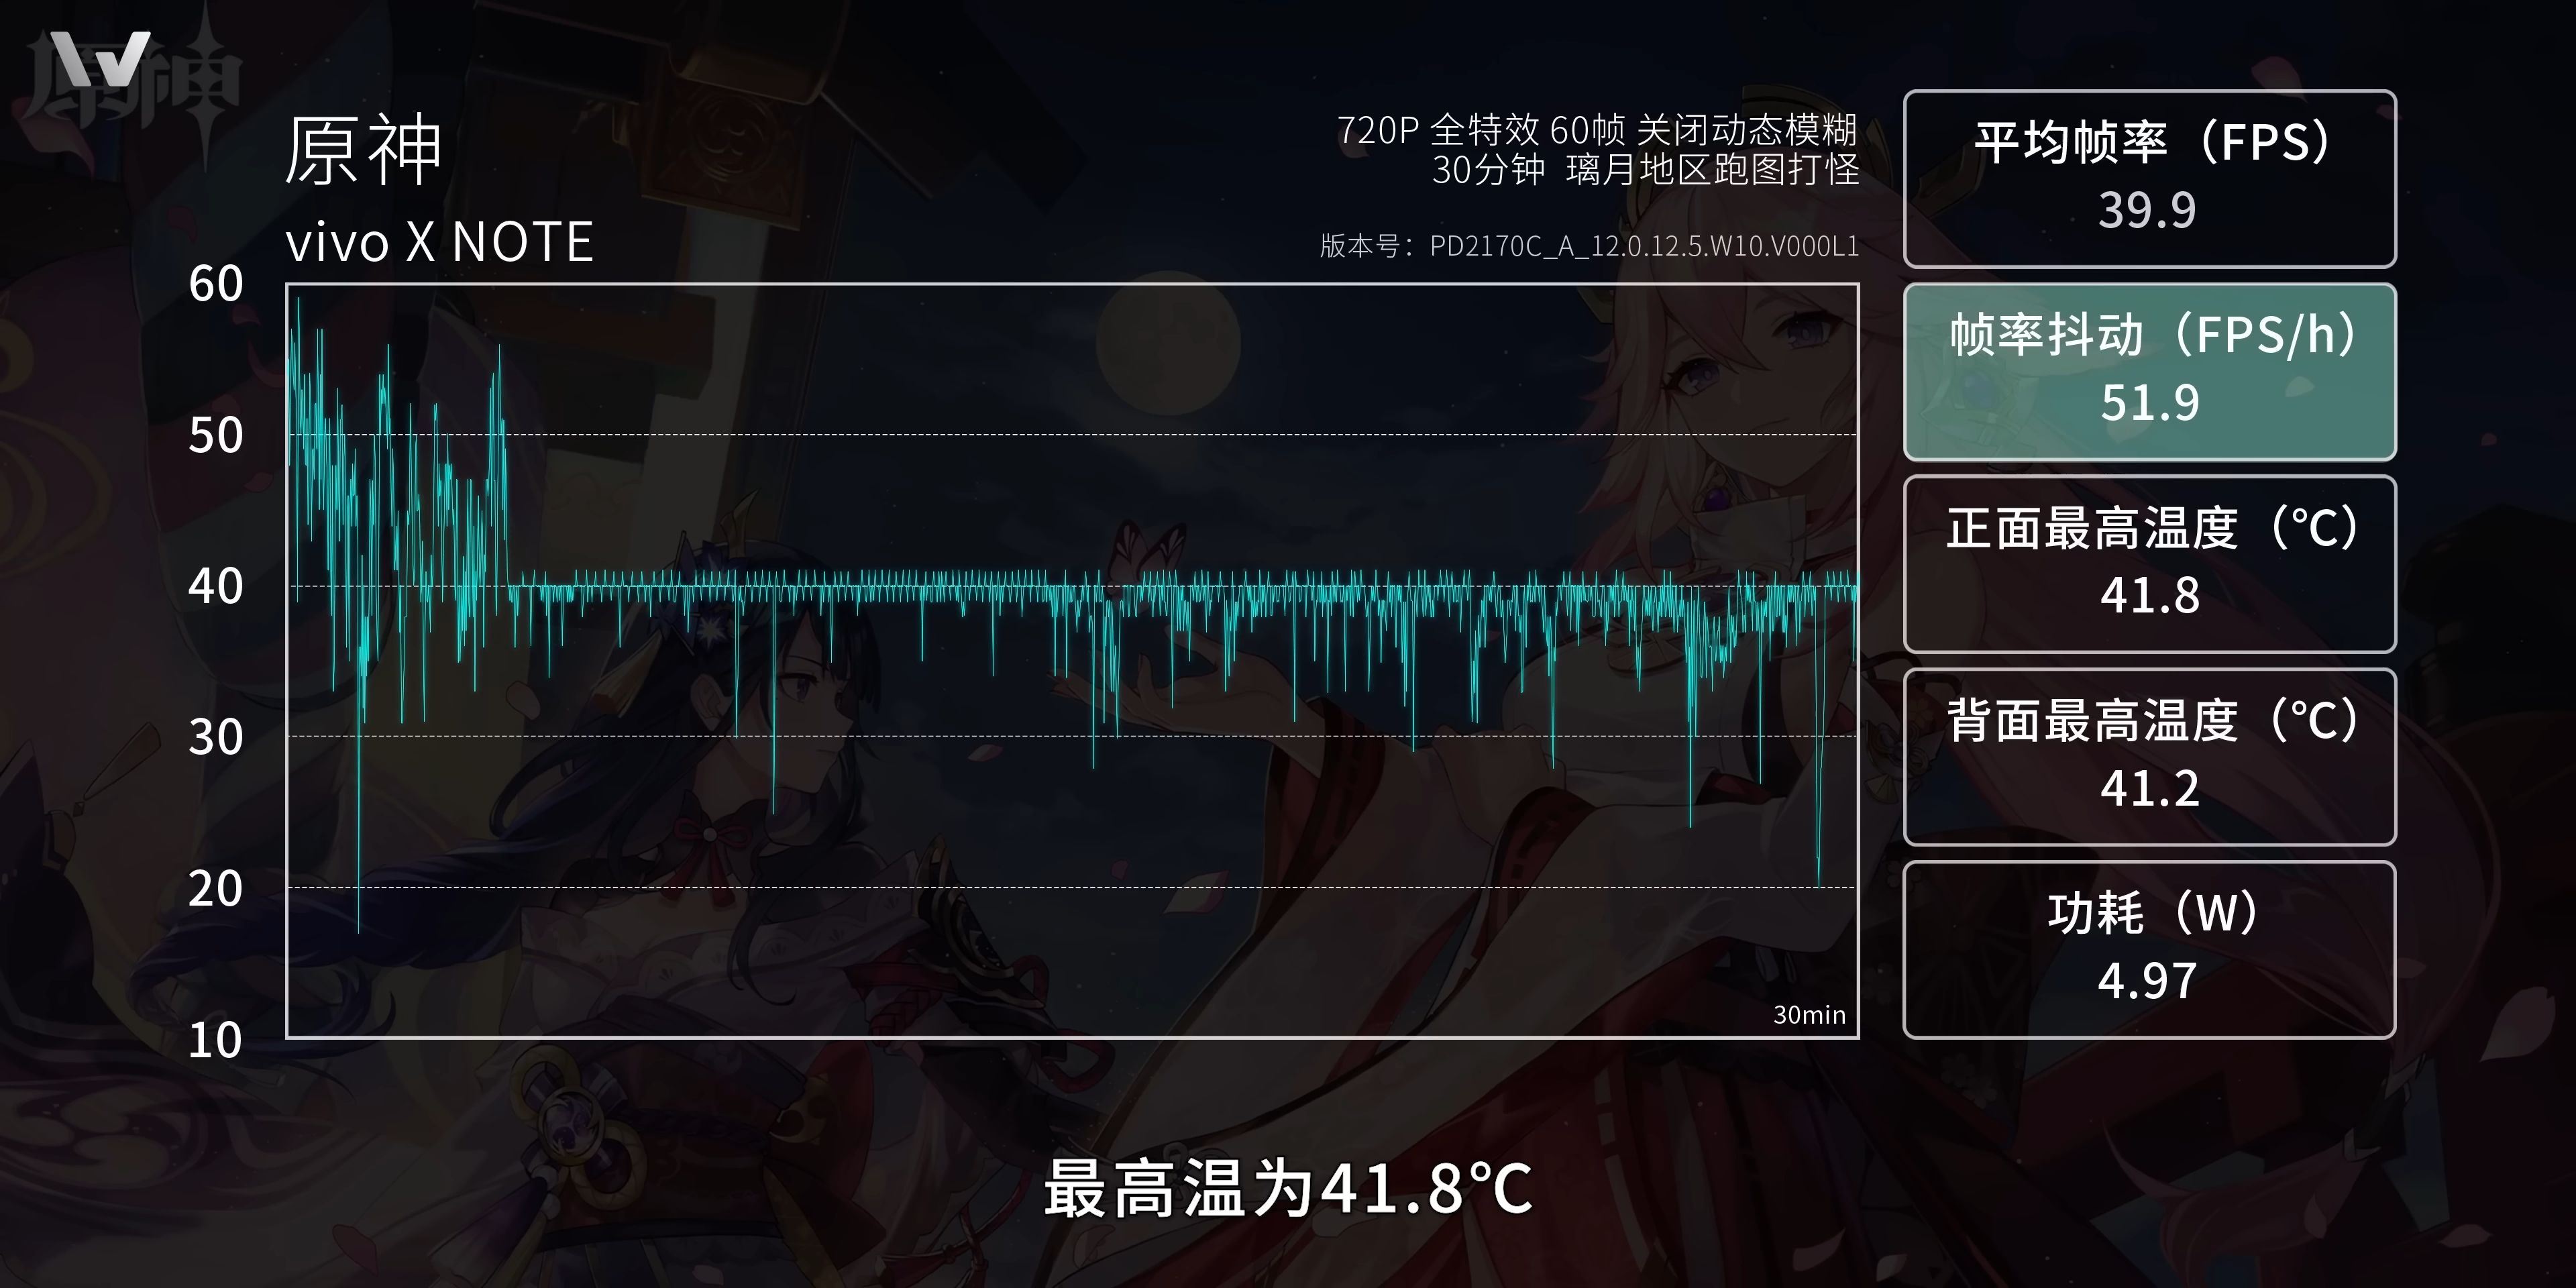 原神
原神
vivo X NOTE
720P 全特效 60帧 关闭动态模糊
30分钟 璃月地区跑图打怪
版本号：PD2170C_A_12.0.12.5.W10.V000L1
60
50
40
30
20
10
30min
平均帧率（FPS）
39.9
帧率抖动（FPS/h）
51.9
正面最高温度（℃）
41.8
背面最高温度（℃）
41.2
功耗（W）
4.97
最高温为41.8℃